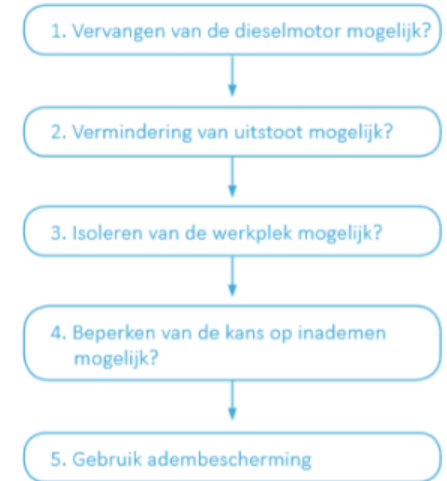 1. Vervangen van de dieselmotor mogelijk?
2. Vermindering van uitstoot mogelijk?
3. Isoleren van de werkplek mogelijk?
4. Beperken van de kans op inademen
mogelijk?
5. Gebruik adembescherming